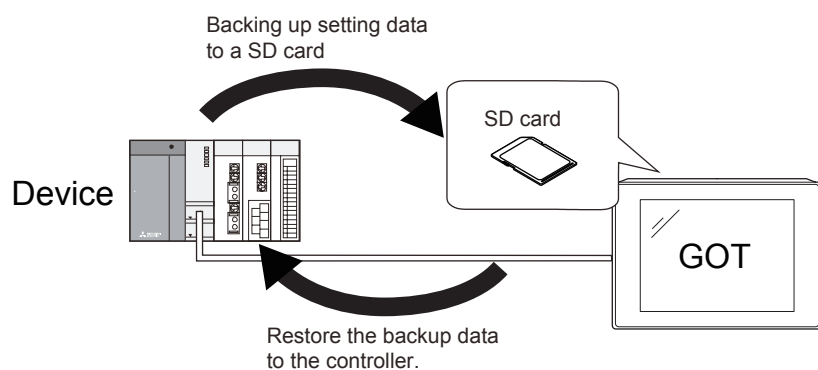 Backing up setting data
to a SD card
SD card
Device
GOT
Restore the backup data
to the controller.